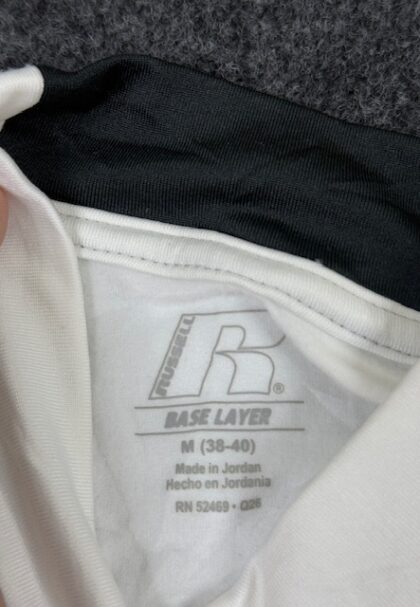 RUSSELL
R®
BASE LAYER
M (38-40)
Made in Jordan
Hecho en Jordania
RN 52469 • Q26